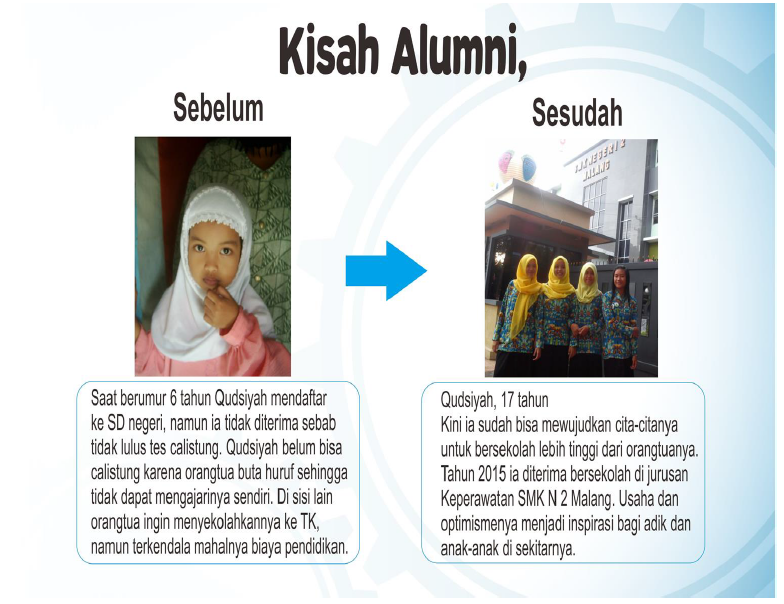 Kisah Alumni,
Sebelum
Sesudah
SMK NEGERI 2
MALANG
Saat berumur 6 tahun Qudsiyah mendaftar
ke SD negeri, namun ia tidak diterima sebab
tidak lulus tes calistung. Qudsiyah belum bisa
calistung karena orangtua buta huruf sehingga
tidak dapat mengajarinya sendiri. Di sisi lain
orangtua ingin menyekolahkannya ke TK,
namun terkendala mahalnya biaya pendidikan.
Qudsiyah, 17 tahun
Kini ia sudah bisa mewujudkan cita-citanya
untuk bersekolah lebih tinggi dari orangtuanya.
Tahun 2015 ia diterima bersekolah di jurusan
Keperawatan SMK N 2 Malang. Usaha dan
optimismenya menjadi inspirasi bagi adik dan
anak-anak di sekitarnya.